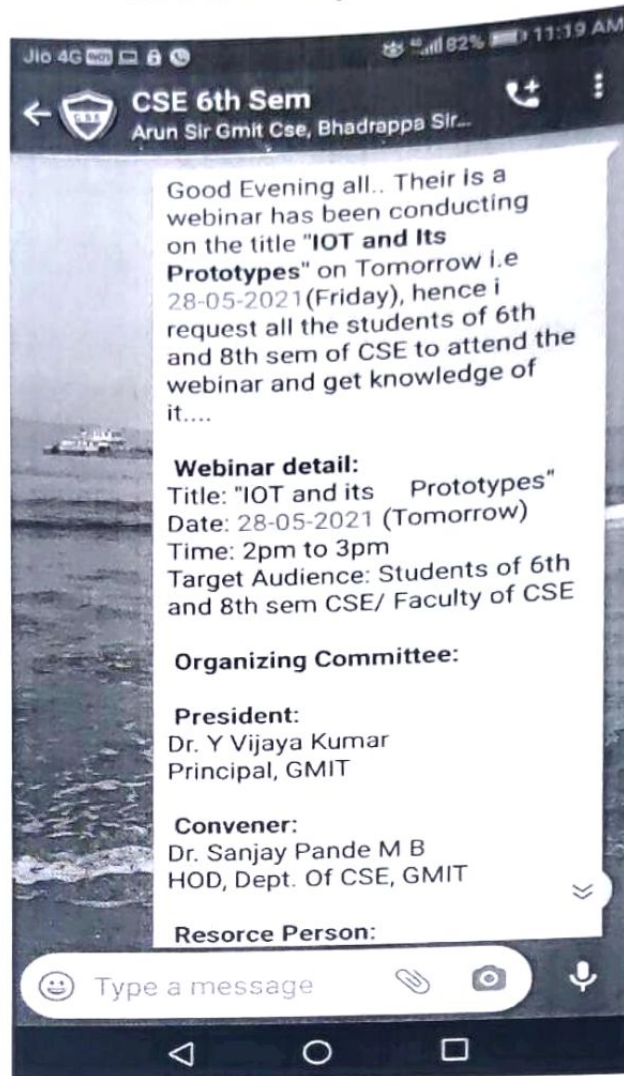 Jio 4G 82% 11:19 AM
CSE 6th Sem
Arun Sir Gmit Cse, Bhadrappa Sir...
Good Evening all.. Their is a
webinar has been conducting
on the title "IOT and Its
Prototypes" on Tomorrow i.e
28-05-2021(Friday), hence i
request all the students of 6th
and 8th sem of CSE to attend the
webinar and get knowledge of
it....
Webinar detail:
Title: "IOT and its Prototypes"
Date: 28-05-2021 (Tomorrow)
Time: 2pm to 3pm
Target Audience: Students of 6th
and 8th sem CSE/ Faculty of CSE
Organizing Committee:
President:
Dr. Y Vijaya Kumar
Principal, GMIT
Convener:
Dr. Sanjay Pande M B
HOD, Dept. Of CSE, GMIT
Resorce Person:
Type a message